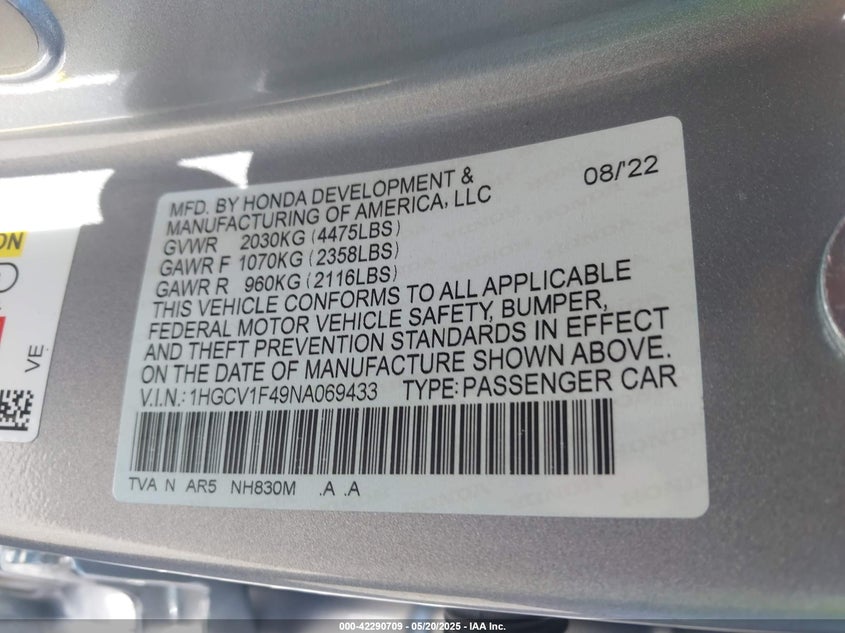 MFD. BY HONDA DEVELOPMENT &
MANUFACTURING OF AMERICA, LLC
08/'22
GVWR 2030KG (4475LBS)
GAWR F 1070KG (2358LBS)
GAWR R 960KG (2116LBS)
THIS VEHICLE CONFORMS TO ALL APPLICABLE
FEDERAL MOTOR VEHICLE SAFETY, BUMPER,
AND THEFT PREVENTION STANDARDS IN EFFECT
ON THE DATE OF MANUFACTURE SHOWN ABOVE.
V.I.N.: 1HGCV1F49NA069433 TYPE: PASSENGER CAR
TVA N AR5 NH830M .A .A
ON
VE
000-42290709 - 05/20/2025 - IAA Inc.